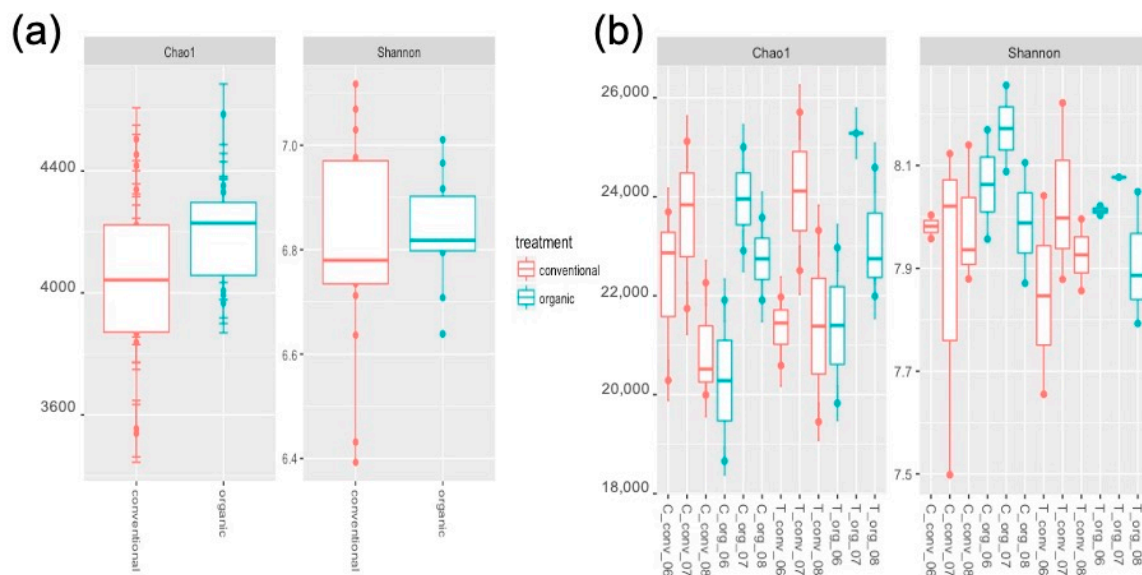 (a)
Chao1
Shannon
4400
4000
3600
7.0
6.8
6.6
6.4
conventional
organic
conventional
organic
treatment
conventional
organic
(b)
Chao1
Shannon
26,000
24,000
22,000
20,000
18,000
8.1
7.9
7.7
7.5
C_conv_06
C_conv_07
C_conv_08
C_org_06
C_org_07
C_org_08
T_conv_06
T_conv_07
T_conv_08
T_org_06
T_org_07
T_org_08
C_conv_06
C_conv_07
C_conv_08
C_org_06
C_org_07
C_org_08
T_conv_06
T_conv_07
T_conv_08
T_org_06
T_org_07
T_org_08